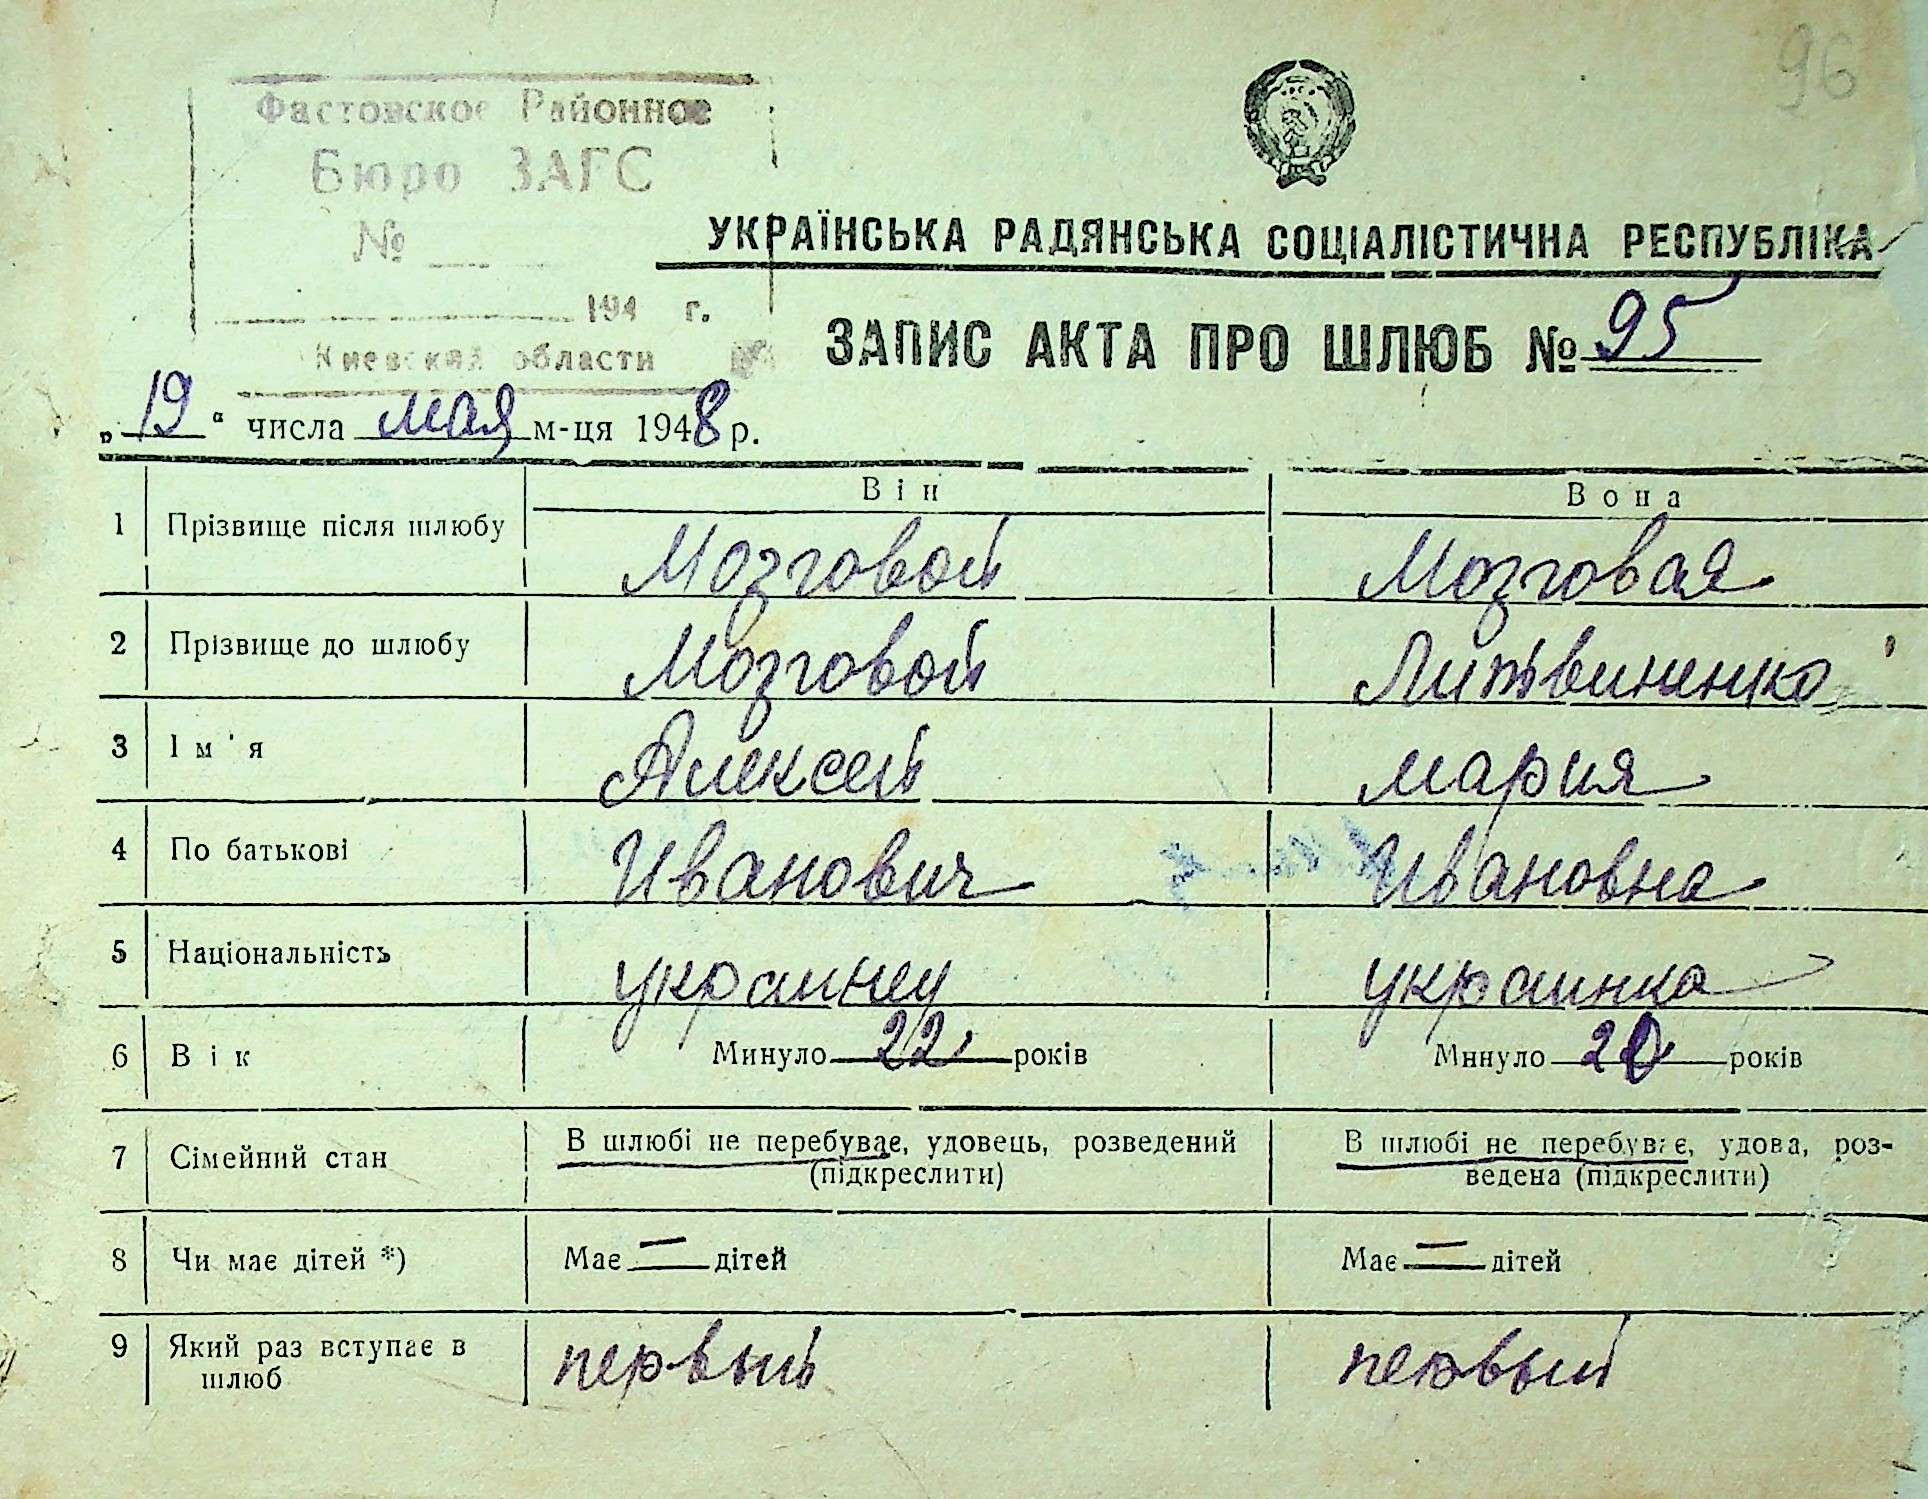 96
Фастовское Районное
Бюро ЗАГС
№
194 г.
Киевская области
УКРАЇНСЬКА РАДЯНСЬКА СОЦІАЛІСТИЧНА РЕСПУБЛІКА
ЗАПИС АКТА ПРО ШЛЮБ № 95
„19“ числа мая м-ця 1948 р.
Він Вона
1 Прізвище після шлюбу Мозговой Мозговая
2 Прізвище до шлюбу Мозговой Литвиненко
3 Ім'я Алексей Мария
4 По батькові Иванович Ивановна
5 Національність украинец украинка
6 Вік Минуло 22 років Минуло 20 років
7 Сімейний стан В шлюбі не перебуває, удовець, розведений В шлюбі не перебуває, удова, роз-
(підкреслити) ведена (підкреслити)
8 Чи має дітей *) Має — дітей Має — дітей
9 Який раз вступає в шлюб первый первый